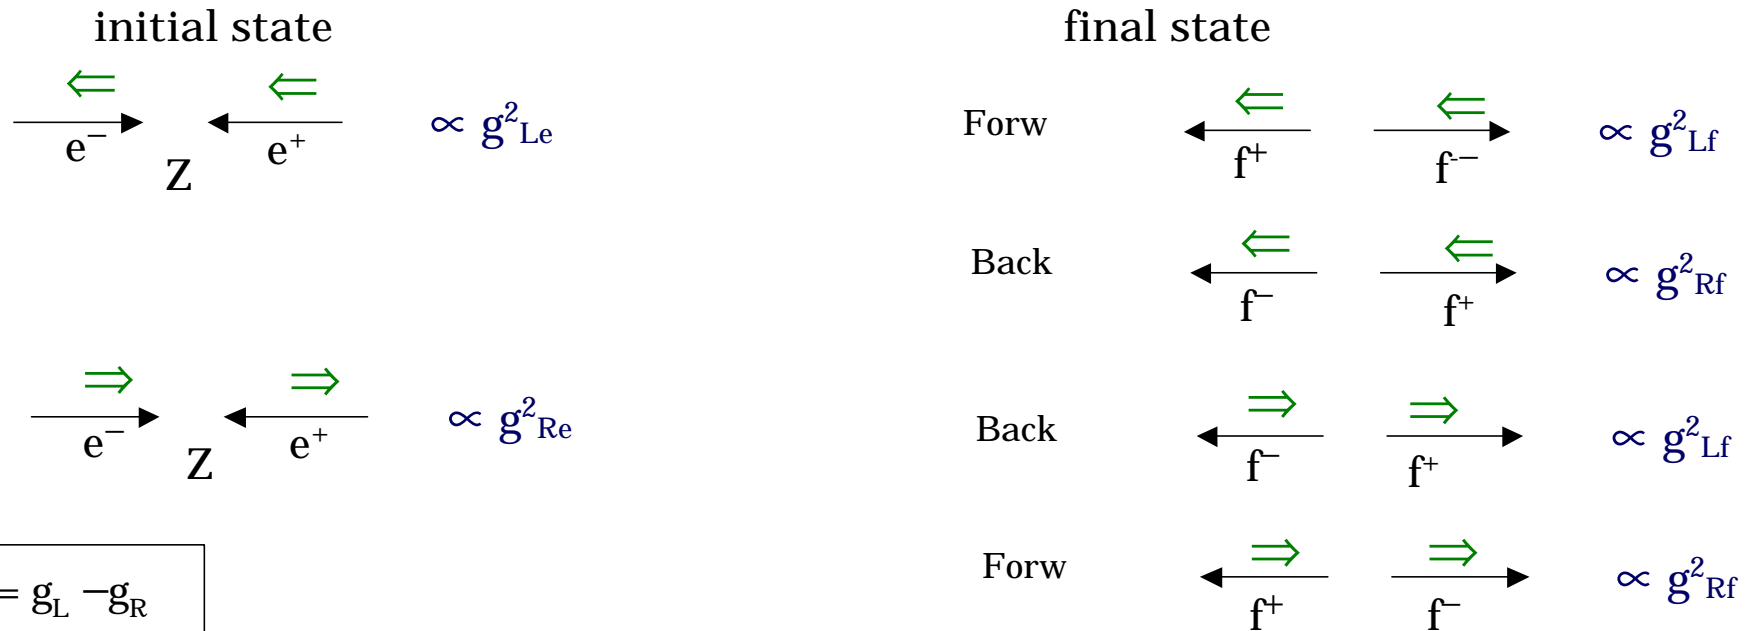 initial state
final state
⇐ ⇐
e⁻ Z e⁺ ∝ g²Le
Forw ⇐ ⇐
f⁺ f⁻⁻ ∝ g²Lf
Back ⇐ ⇐
f⁻ f⁺ ∝ g²Rf
⇒ ⇒
e⁻ Z e⁺ ∝ g²Re
Back ⇒ ⇒
f⁻ f⁺ ∝ g²Lf
Forw ⇒ ⇒
f⁺ f⁻ ∝ g²Rf
= gL −gR